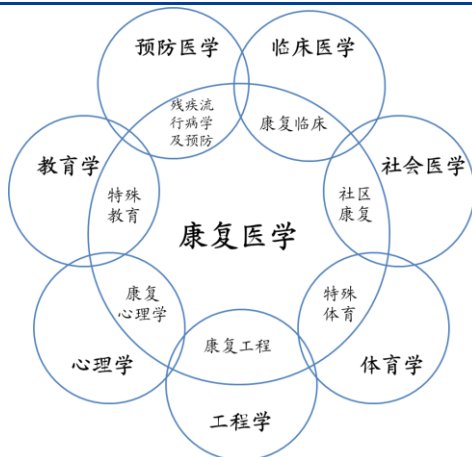 预防医学
临床医学
残疾流
行病学
及预防
康复临床
教育学
社会医学
特殊
教育
社区
康复
康复医学
康复
心理学
特殊
体育
康复工程
心理学
体育学
工程学